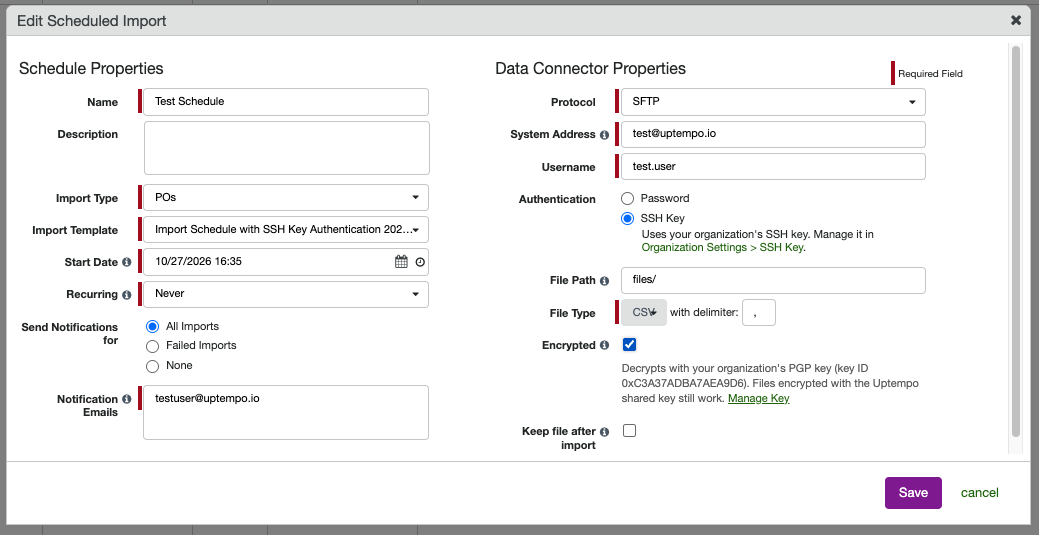 Edit Scheduled Import
Schedule Properties
Name
Test Schedule
Description
Import Type
POs
Import Template
Import Schedule with SSH Key Authentication 202...
Start Date
10/27/2026 16:35
Recurring
Never
Send Notifications
for
All Imports
Failed Imports
None
Notification
Emails
testuser@uptempo.io
Data Connector Properties
Required Field
Protocol
SFTP
System Address
test@uptempo.io
Username
test.user
Authentication
Password
SSH Key
Uses your organization's SSH key. Manage it in
Organization Settings > SSH Key.
File Path
files/
File Type
CSV
with delimiter:
,
Encrypted
Decrypts with your organization's PGP key (key ID
0xC3A37ADBA7AEA9D6). Files encrypted with the Uptempo
shared key still work. Manage Key
Keep file after
import
Save
cancel